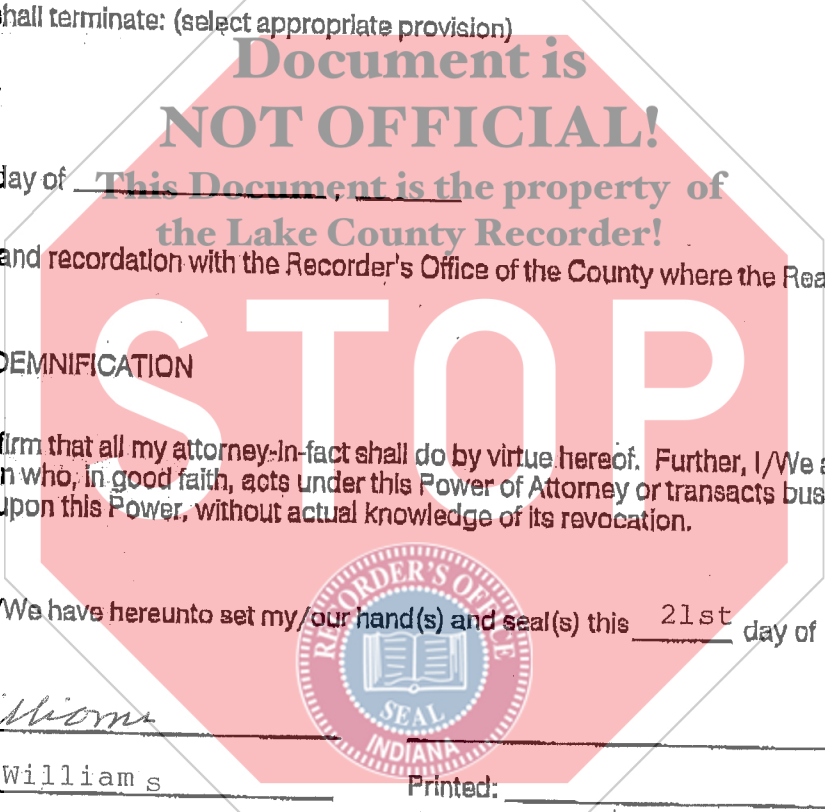 hall terminate: (select appropriate provision)
Document is
NOT OFFICIAL!
day of
This Document is the property of
the Lake County Recorder!
and recordation with the Recorder's Office of the County where the Rea
STOP
DEMNIFICATION
firm that all my attorney-in-fact shall do by virtue hereof. Further, I/We a
n who, in good faith, acts under this Power of Attorney or transacts bus
upon this Power, without actual knowledge of its revocation.
RECORDER'S OFFICE
/We have hereunto set my/our hand(s) and seal(s) this 21st day of
SEAL
INDIANA
illiams
Williams
Printed: